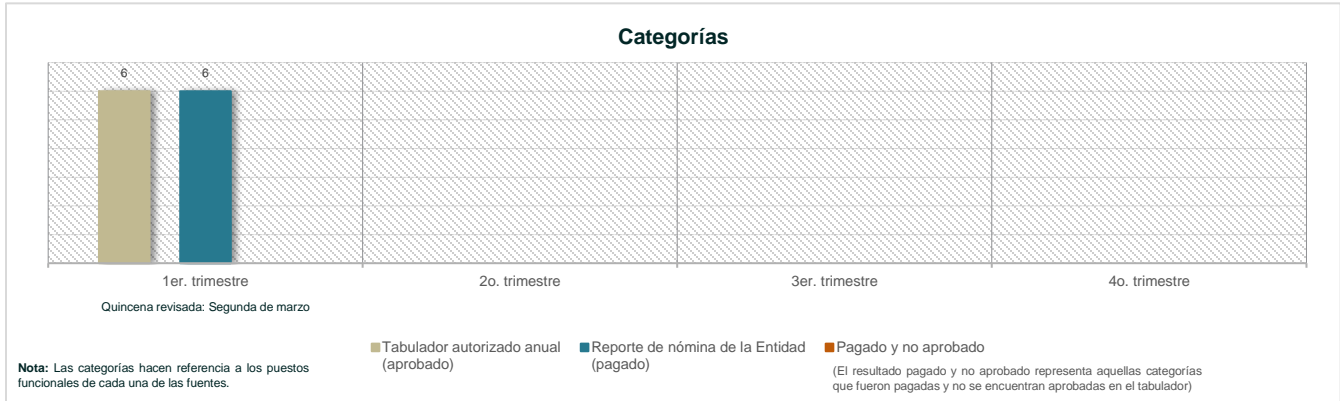 Categorías
6
6
1er. trimestre
2o. trimestre
3er. trimestre
4o. trimestre
Quincena revisada: Segunda de marzo
Tabulador autorizado anual
(aprobado)
Reporte de nómina de la Entidad
(pagado)
Pagado y no aprobado
(El resultado pagado y no aprobado representa aquellas categorías
que fueron pagadas y no se encuentran aprobadas en el tabulador)
Nota: Las categorías hacen referencia a los puestos
funcionales de cada una de las fuentes.